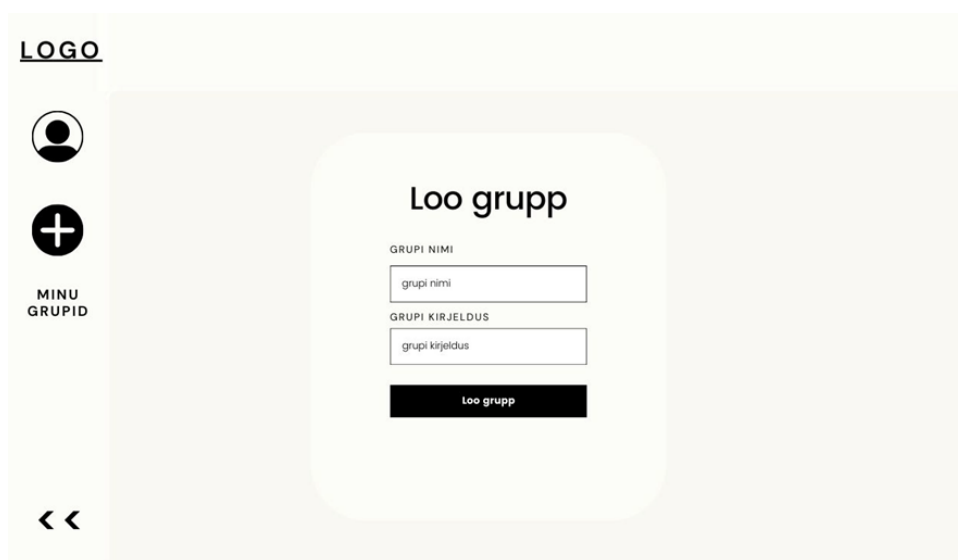 LOGO
MINU
GRUPID
Loo grupp
GRUPI NIMI
grupi nimi
GRUPI KIRJELDUS
grupi kirjeldus
Loo grupp